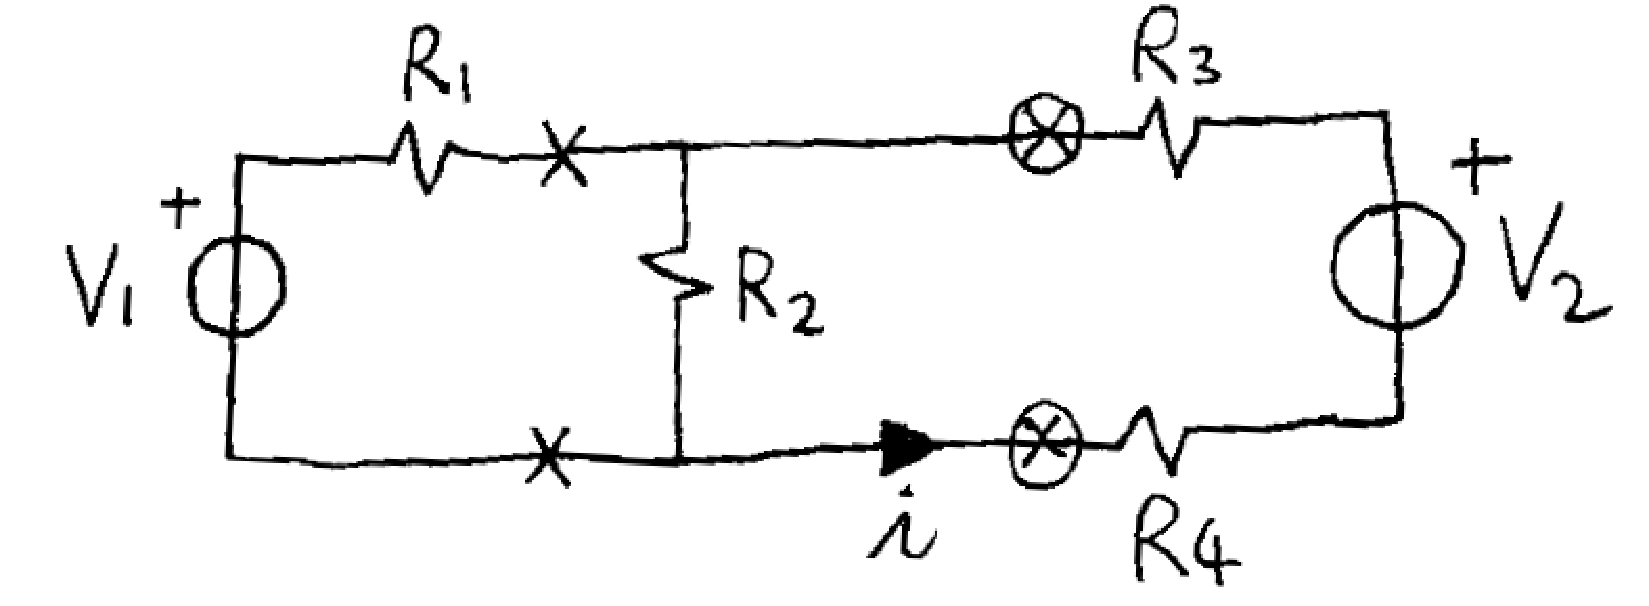 R1
R3
+
+
V1
R2
V2
i
R4